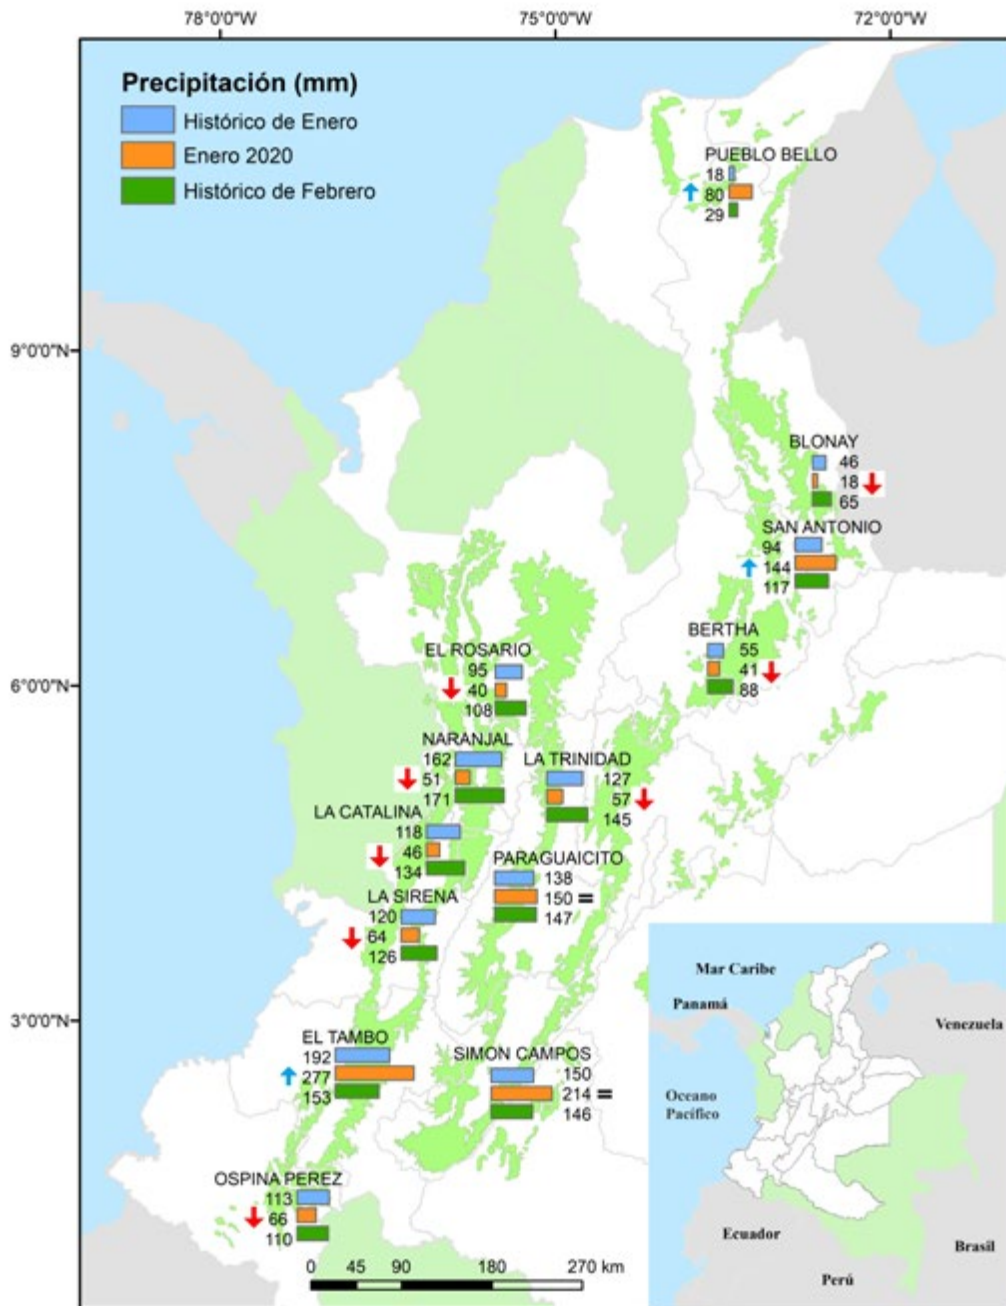 78°0'0"W
75°0'0"W
72°0'0"W
Precipitación (mm)
Histórico de Enero
Enero 2020
Histórico de Febrero
PUEBLO BELLO
18
80
29
9°0'0"N
BLONAY
46
18
65
SAN ANTONIO
94
144
117
BERTHA
55
41
88
EL ROSARIO
95
40
108
6°0'0"N
NARANJAL
162
51
171
LA TRINIDAD
127
57
145
LA CATALINA
118
46
134
PARAGUAICITO
138
150 =
147
LA SIRENA
120
64
126
3°0'0"N
EL TAMBO
192
277
153
SIMON CAMPOS
150
214 =
146
OSPINA PEREZ
113
66
110
0 45 90 180 270 km
Mar Caribe
Panamá
Venezuela
Oceano
Pacífico
Ecuador
Brasil
Perú